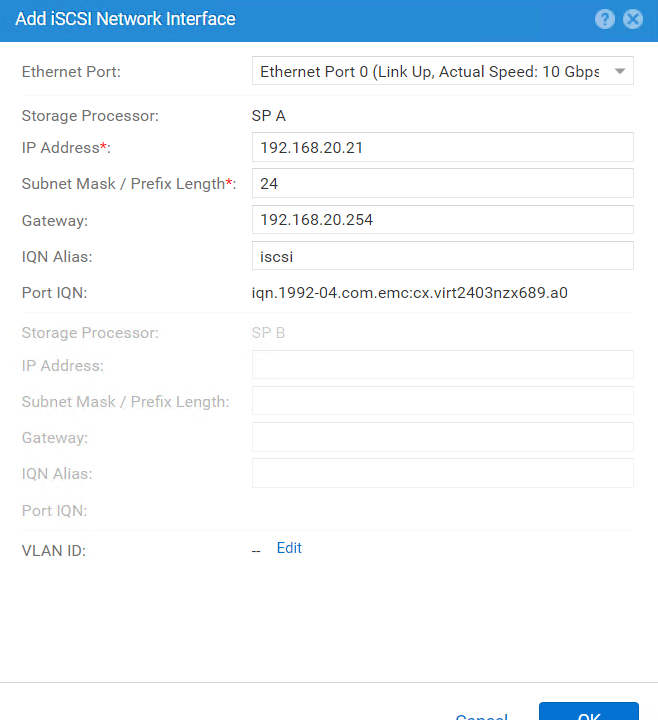 Add iSCSI Network Interface
Ethernet Port: Ethernet Port 0 (Link Up, Actual Speed: 10 Gbps
Storage Processor: SP A
IP Address*: 192.168.20.21
Subnet Mask / Prefix Length*: 24
Gateway: 192.168.20.254
IQN Alias: iscsi
Port IQN: iqn.1992-04.com.emc:cx.virt2403nzx689.a0
Storage Processor: SP B
IP Address:
Subnet Mask / Prefix Length:
Gateway:
IQN Alias:
Port IQN:
VLAN ID: -- Edit
Cancel OK